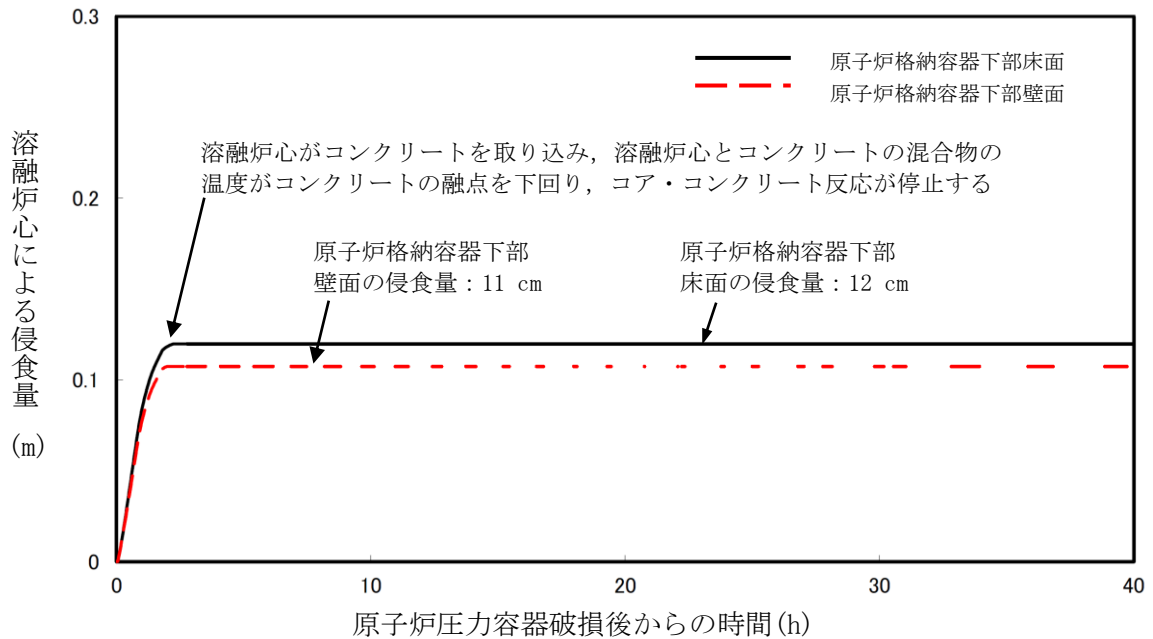 0.3
原子炉格納容器下部床面
原子炉格納容器下部壁面
溶融炉心がコンクリートを取り込み，溶融炉心とコンクリートの混合物の
温度がコンクリートの融点を下回り，コア・コンクリート反応が停止する
0.2
原子炉格納容器下部
壁面の侵食量：11 cm
原子炉格納容器下部
床面の侵食量：12 cm
溶融炉心による侵食量 (m)
0.1
0
0
10
20
30
40
原子炉圧力容器破損後からの時間(h)